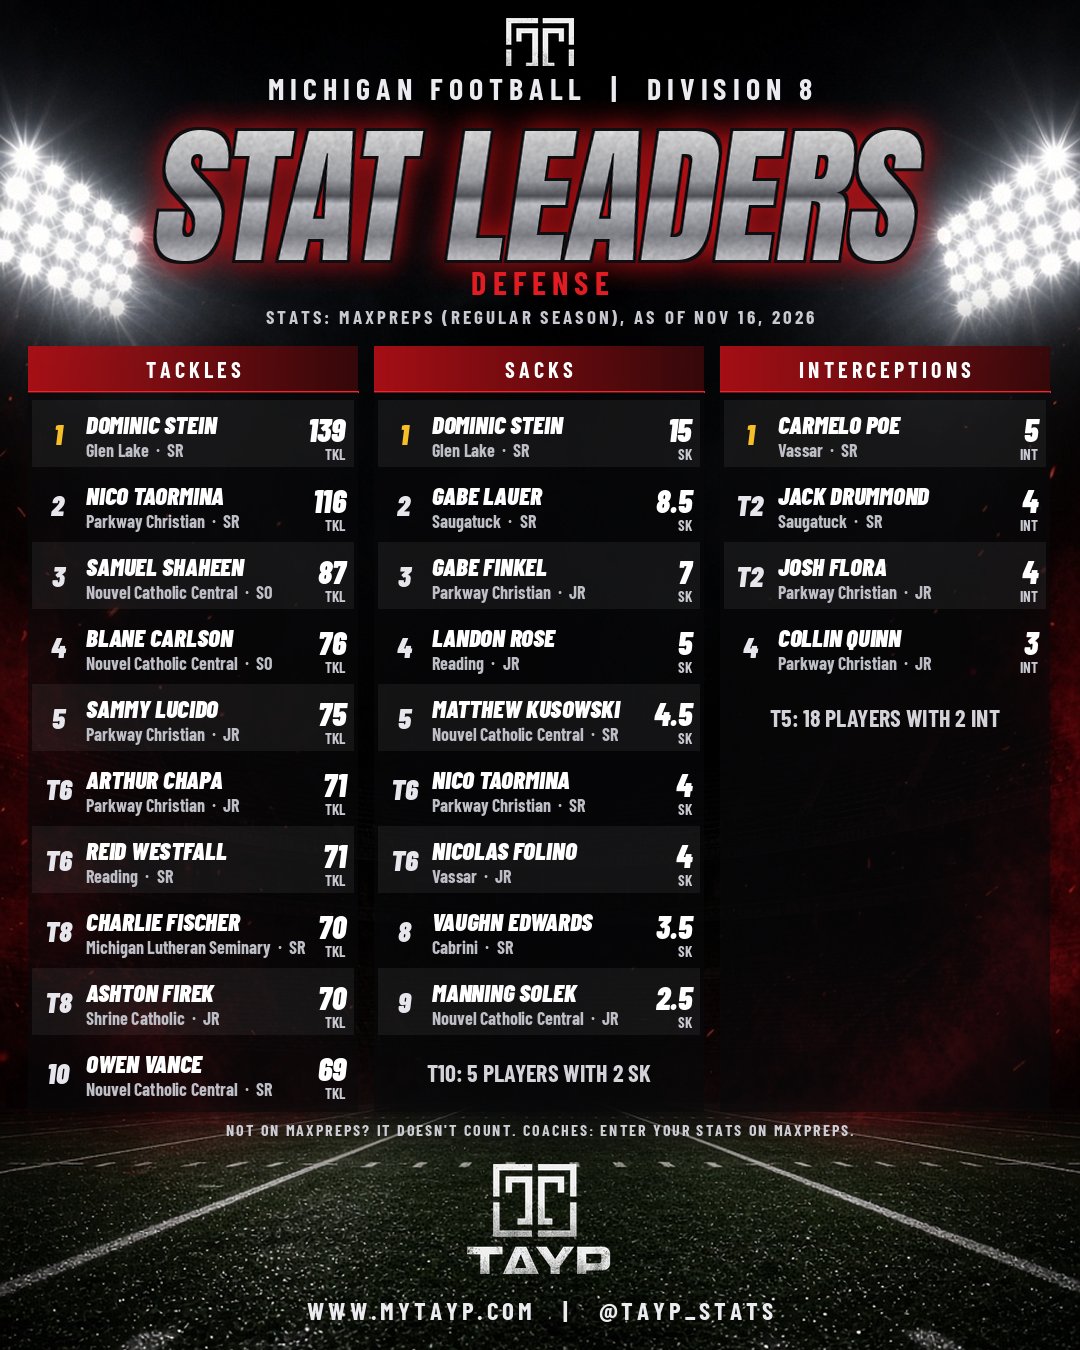 MICHIGAN FOOTBALL | DIVISION 8
STAT LEADERS
DEFENSE
STATS: MAXPREPS (REGULAR SEASON), AS OF NOV 16, 2026
TACKLES
1 DOMINIC STEIN 139
Glen Lake · SR TKL
2 NICO TAORMINA 116
Parkway Christian · SR TKL
3 SAMUEL SHAHEEN 87
Nouvel Catholic Central · SO TKL
4 BLANE CARLSON 76
Nouvel Catholic Central · SO TKL
5 SAMMY LUCIDO 75
Parkway Christian · JR TKL
T6 ARTHUR CHAPA 71
Parkway Christian · JR TKL
T6 REID WESTFALL 71
Reading · SR TKL
T8 CHARLIE FISCHER 70
Michigan Lutheran Seminary · SR TKL
T8 ASHTON FIREK 70
Shrine Catholic · JR TKL
10 OWEN VANCE 69
Nouvel Catholic Central · SR TKL
SACKS
1 DOMINIC STEIN 15
Glen Lake · SR SK
2 GABE LAUER 8.5
Saugatuck · SR SK
3 GABE FINKEL 7
Parkway Christian · JR SK
4 LANDON ROSE 5
Reading · JR SK
5 MATTHEW KUSOWSKI 4.5
Nouvel Catholic Central · SR SK
T6 NICO TAORMINA 4
Parkway Christian · SR SK
T6 NICOLAS FOLINO 4
Vassar · JR SK
8 VAUGHN EDWARDS 3.5
Cabrini · SR SK
9 MANNING SOLEK 2.5
Nouvel Catholic Central · JR SK
T10: 5 PLAYERS WITH 2 SK
INTERCEPTIONS
1 CARMELO POE 5
Vassar · SR INT
T2 JACK DRUMMOND 4
Saugatuck · SR INT
T2 JOSH FLORA 4
Parkway Christian · JR INT
4 COLLIN QUINN 3
Parkway Christian · JR INT
T5: 18 PLAYERS WITH 2 INT
NOT ON MAXPREPS? IT DOESN'T COUNT. COACHES: ENTER YOUR STATS ON MAXPREPS.
TAYP
WWW.MYTAYP.COM | @TAYP_STATS